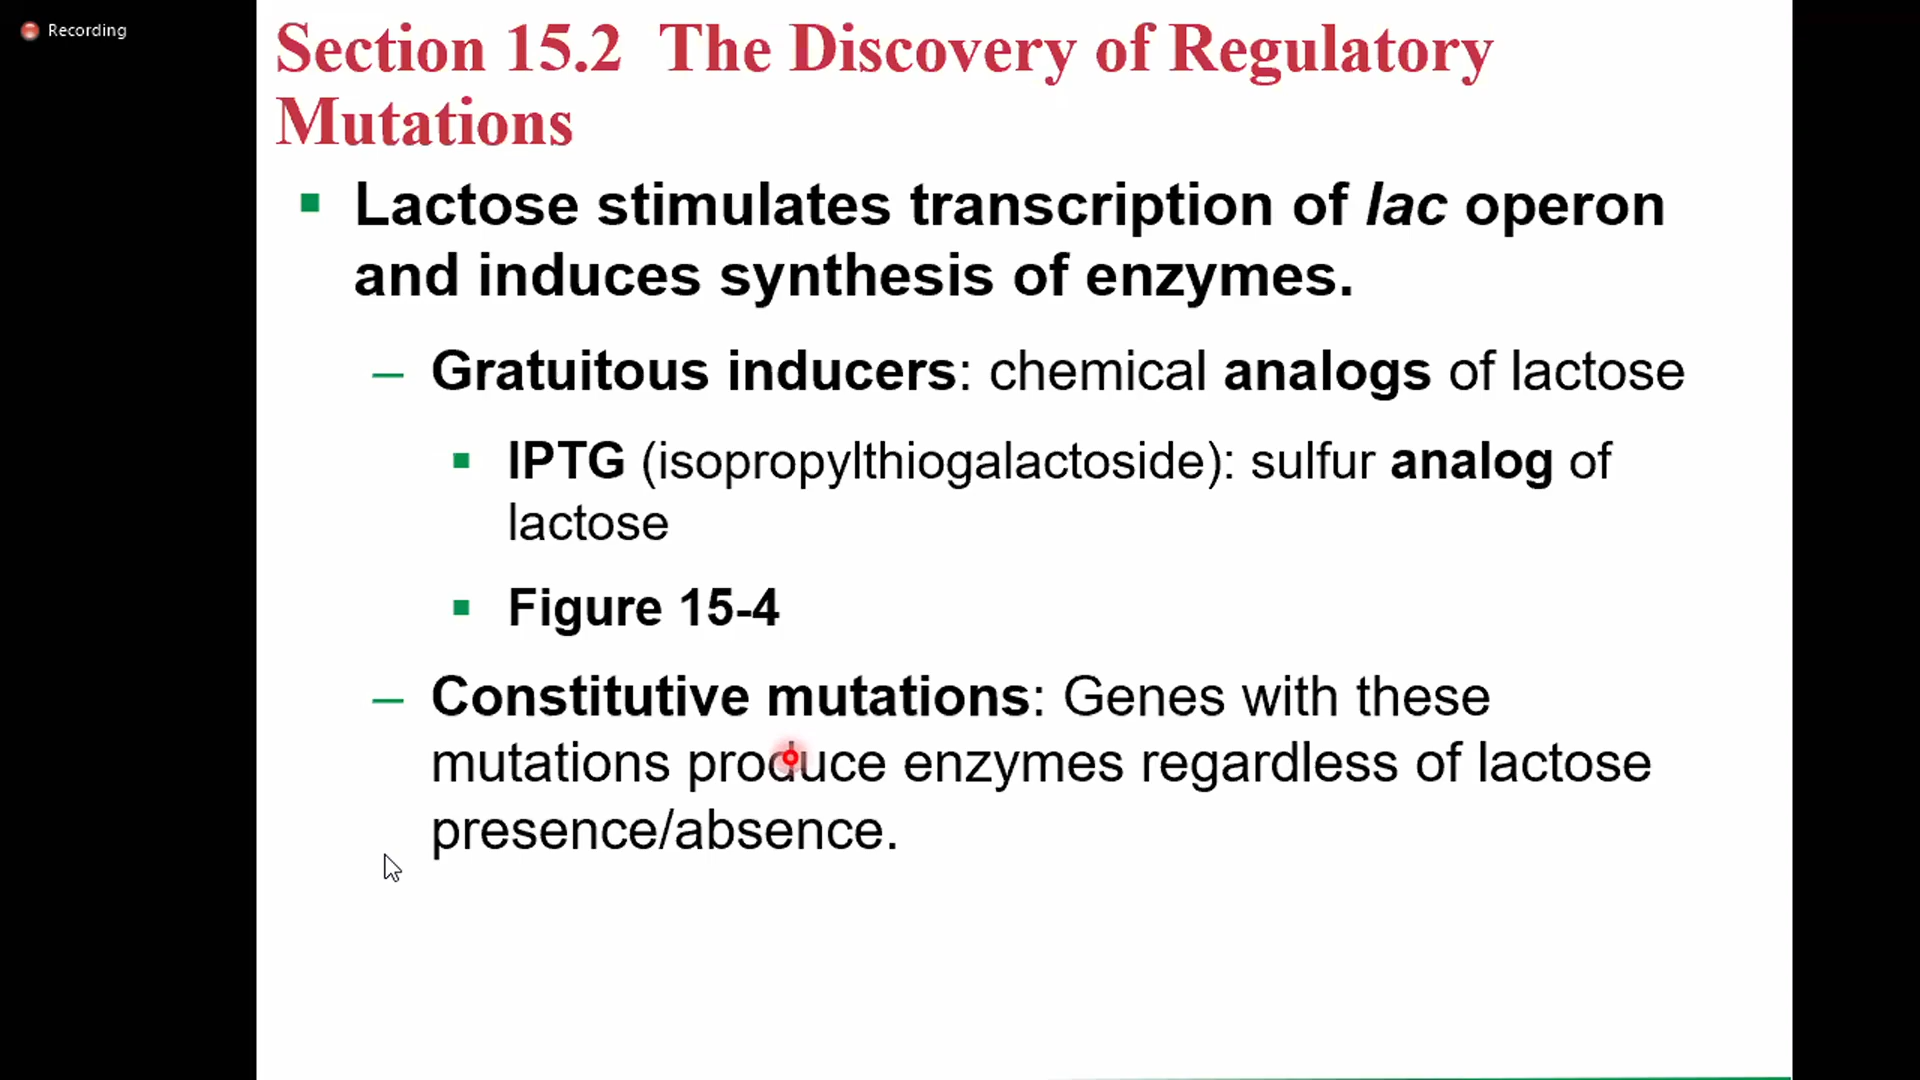 Recording
Section 15.2 The Discovery of Regulatory
Mutations
Lactose stimulates transcription of lac operon
and induces synthesis of enzymes.
– Gratuitous inducers: chemical analogs of lactose
IPTG (isopropylthiogalactoside): sulfur analog of
lactose
Figure 15-4
– Constitutive mutations: Genes with these
mutations produce enzymes regardless of lactose
presence/absence.